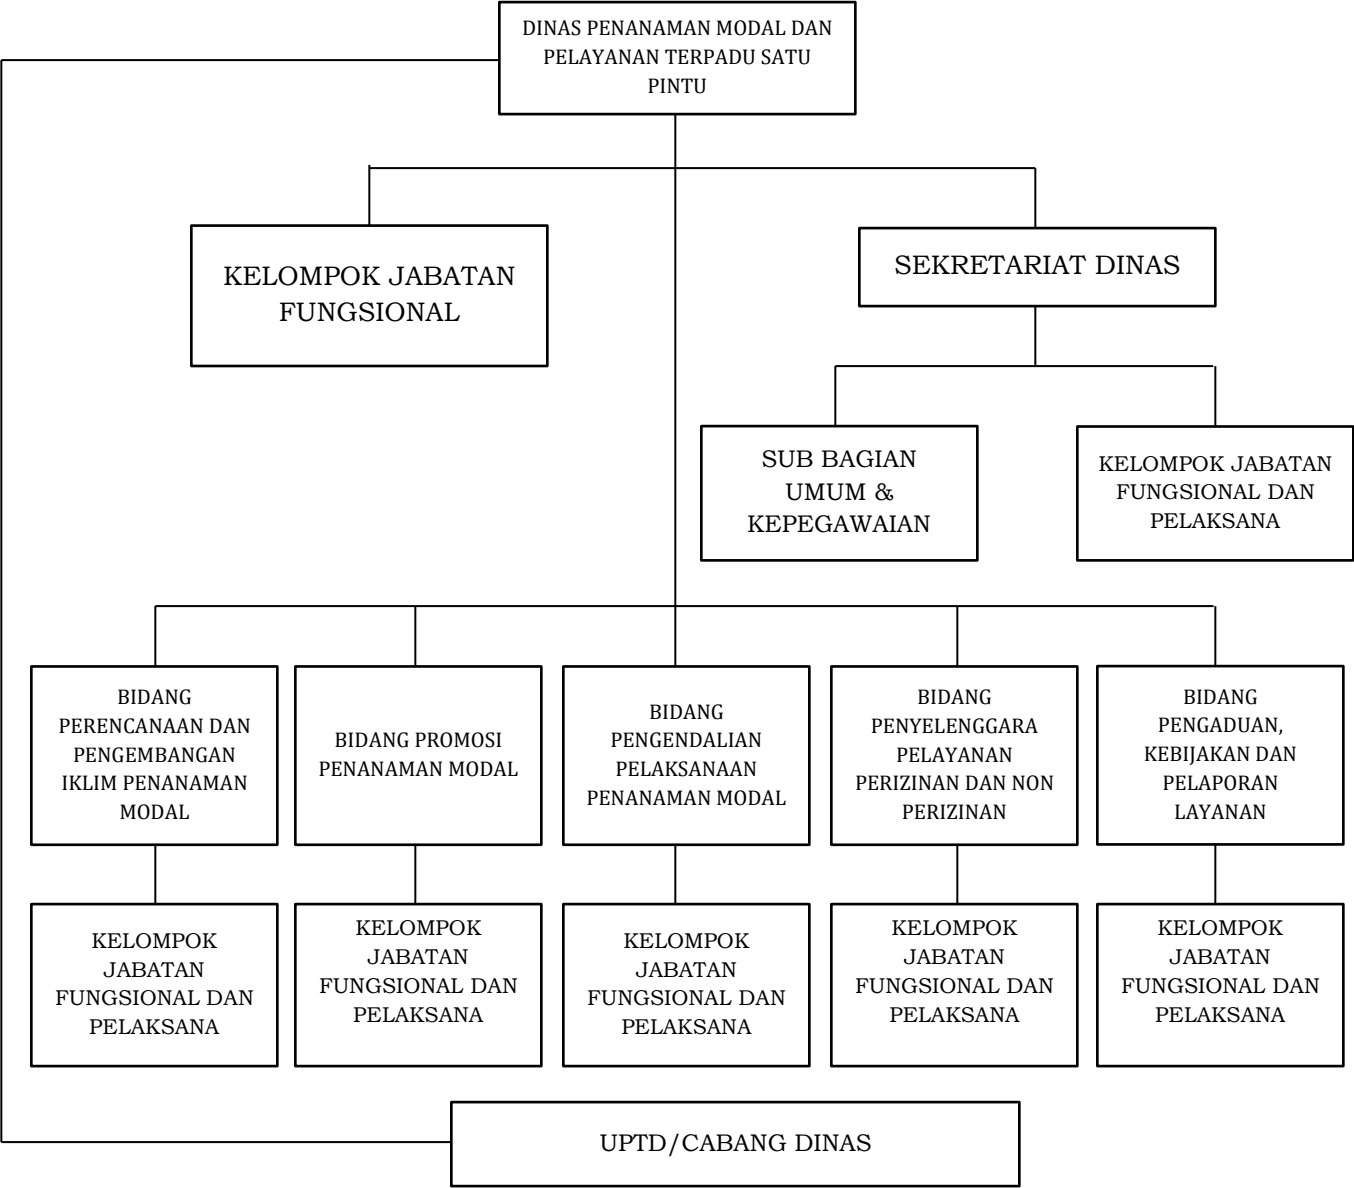 DINAS PENANAMAN MODAL DAN
PELAYANAN TERPADU SATU
PINTU
KELOMPOK JABATAN
FUNGSIONAL
SEKRETARIAT DINAS
SUB BAGIAN
UMUM &
KEPEGAWAIAN
KELOMPOK JABATAN
FUNGSIONAL DAN
PELAKSANA
BIDANG
PERENCANAAN DAN
PENGEMBANGAN
IKLIM PENANAMAN
MODAL
BIDANG PROMOSI
PENANAMAN MODAL
BIDANG
PENGENDALIAN
PELAKSANAAN
PENANAMAN MODAL
BIDANG
PENYELENGGARA
PELAYANAN
PERIZINAN DAN NON
PERIZINAN
BIDANG
PENGADUAN,
KEBIJAKAN DAN
PELAPORAN
LAYANAN
KELOMPOK
JABATAN
FUNGSIONAL DAN
PELAKSANA
KELOMPOK
JABATAN
FUNGSIONAL DAN
PELAKSANA
KELOMPOK
JABATAN
FUNGSIONAL DAN
PELAKSANA
KELOMPOK
JABATAN
FUNGSIONAL DAN
PELAKSANA
KELOMPOK
JABATAN
FUNGSIONAL DAN
PELAKSANA
UPTD/CABANG DINAS